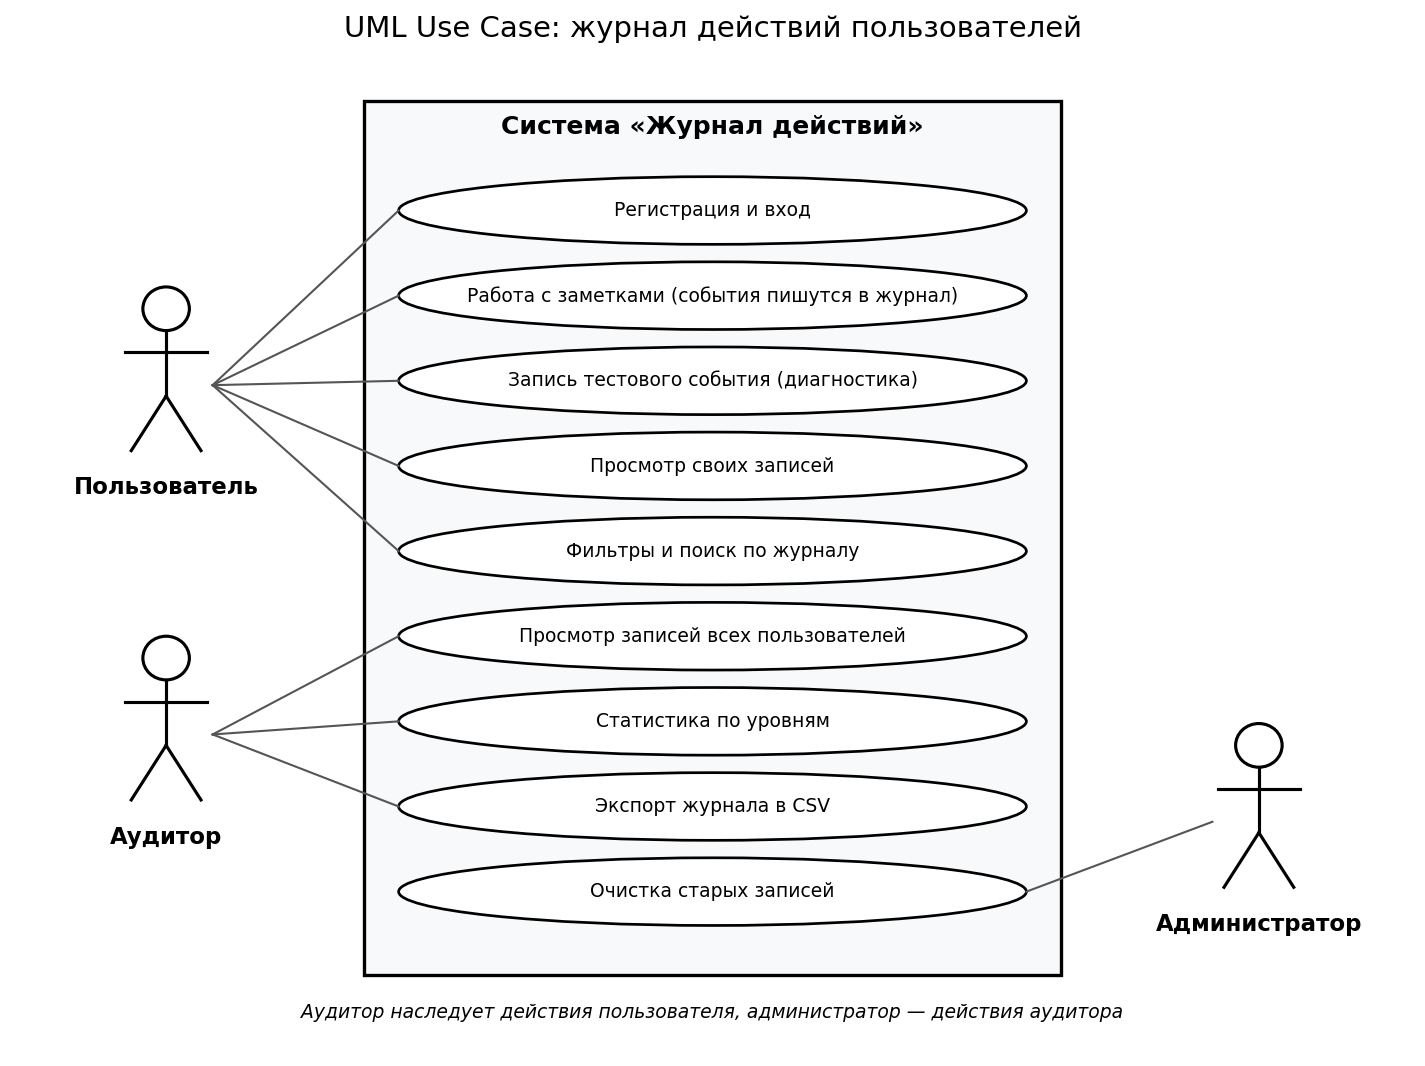 UML Use Case: журнал действий пользователей
Система «Журнал действий»
Регистрация и вход
Работа с заметками (события пишутся в журнал)
Запись тестового события (диагностика)
Просмотр своих записей
Пользователь
Фильтры и поиск по журналу
Просмотр записей всех пользователей
Статистика по уровням
Экспорт журнала в CSV
Аудитор
Очистка старых записей
Администратор
Аудитор наследует действия пользователя, администратор — действия аудитора